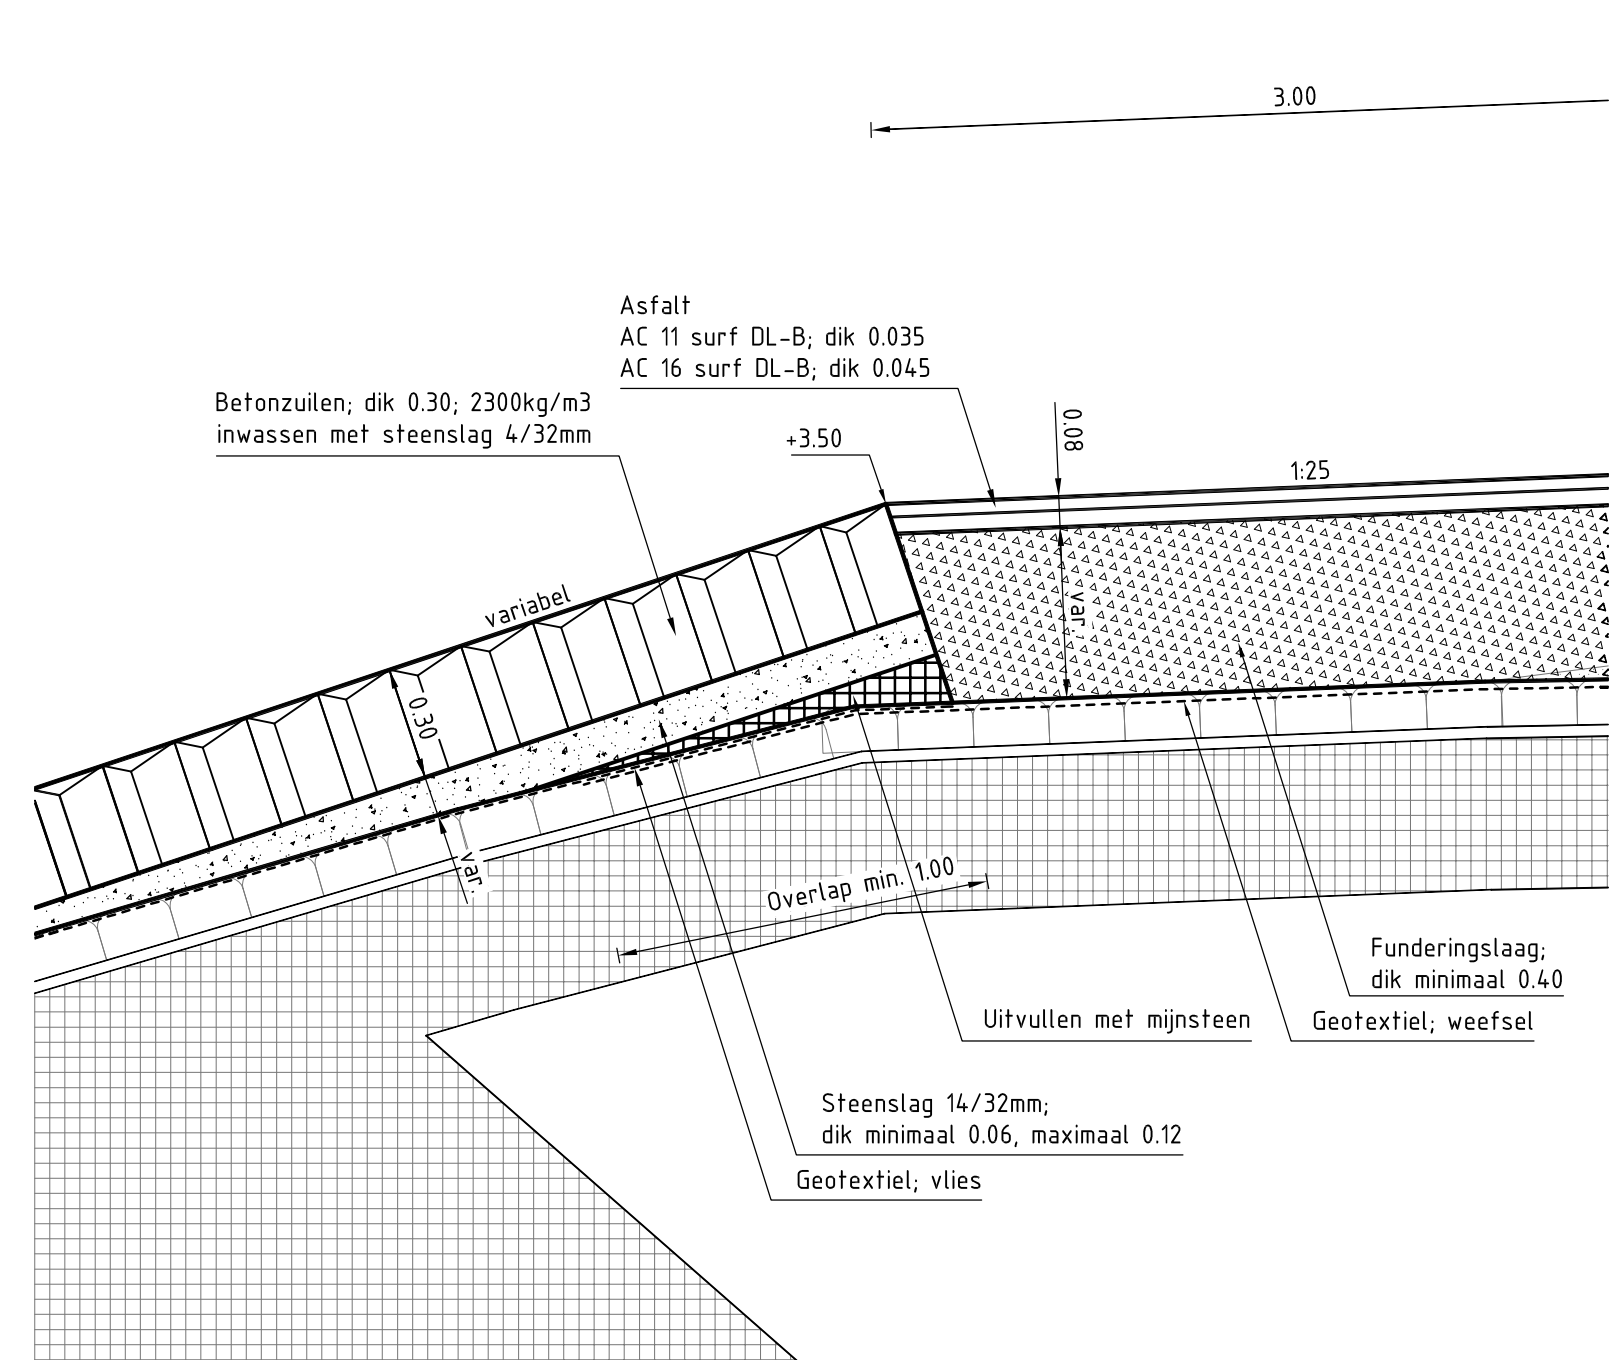 3.00
Asfalt
AC 11 surf DL-B; dik 0.035
AC 16 surf DL-B; dik 0.045
Betonzuilen; dik 0.30; 2300kg/m3
inwassen met steenslag 4/32mm
+3.50
0.08
1:25
variabel
var.
0.30
var.
Overlap min. 1.00
Funderingslaag;
dik minimaal 0.40
Uitvullen met mijnsteen
Geotextiel; weefsel
Steenslag 14/32mm;
dik minimaal 0.06, maximaal 0.12
Geotextiel; vlies